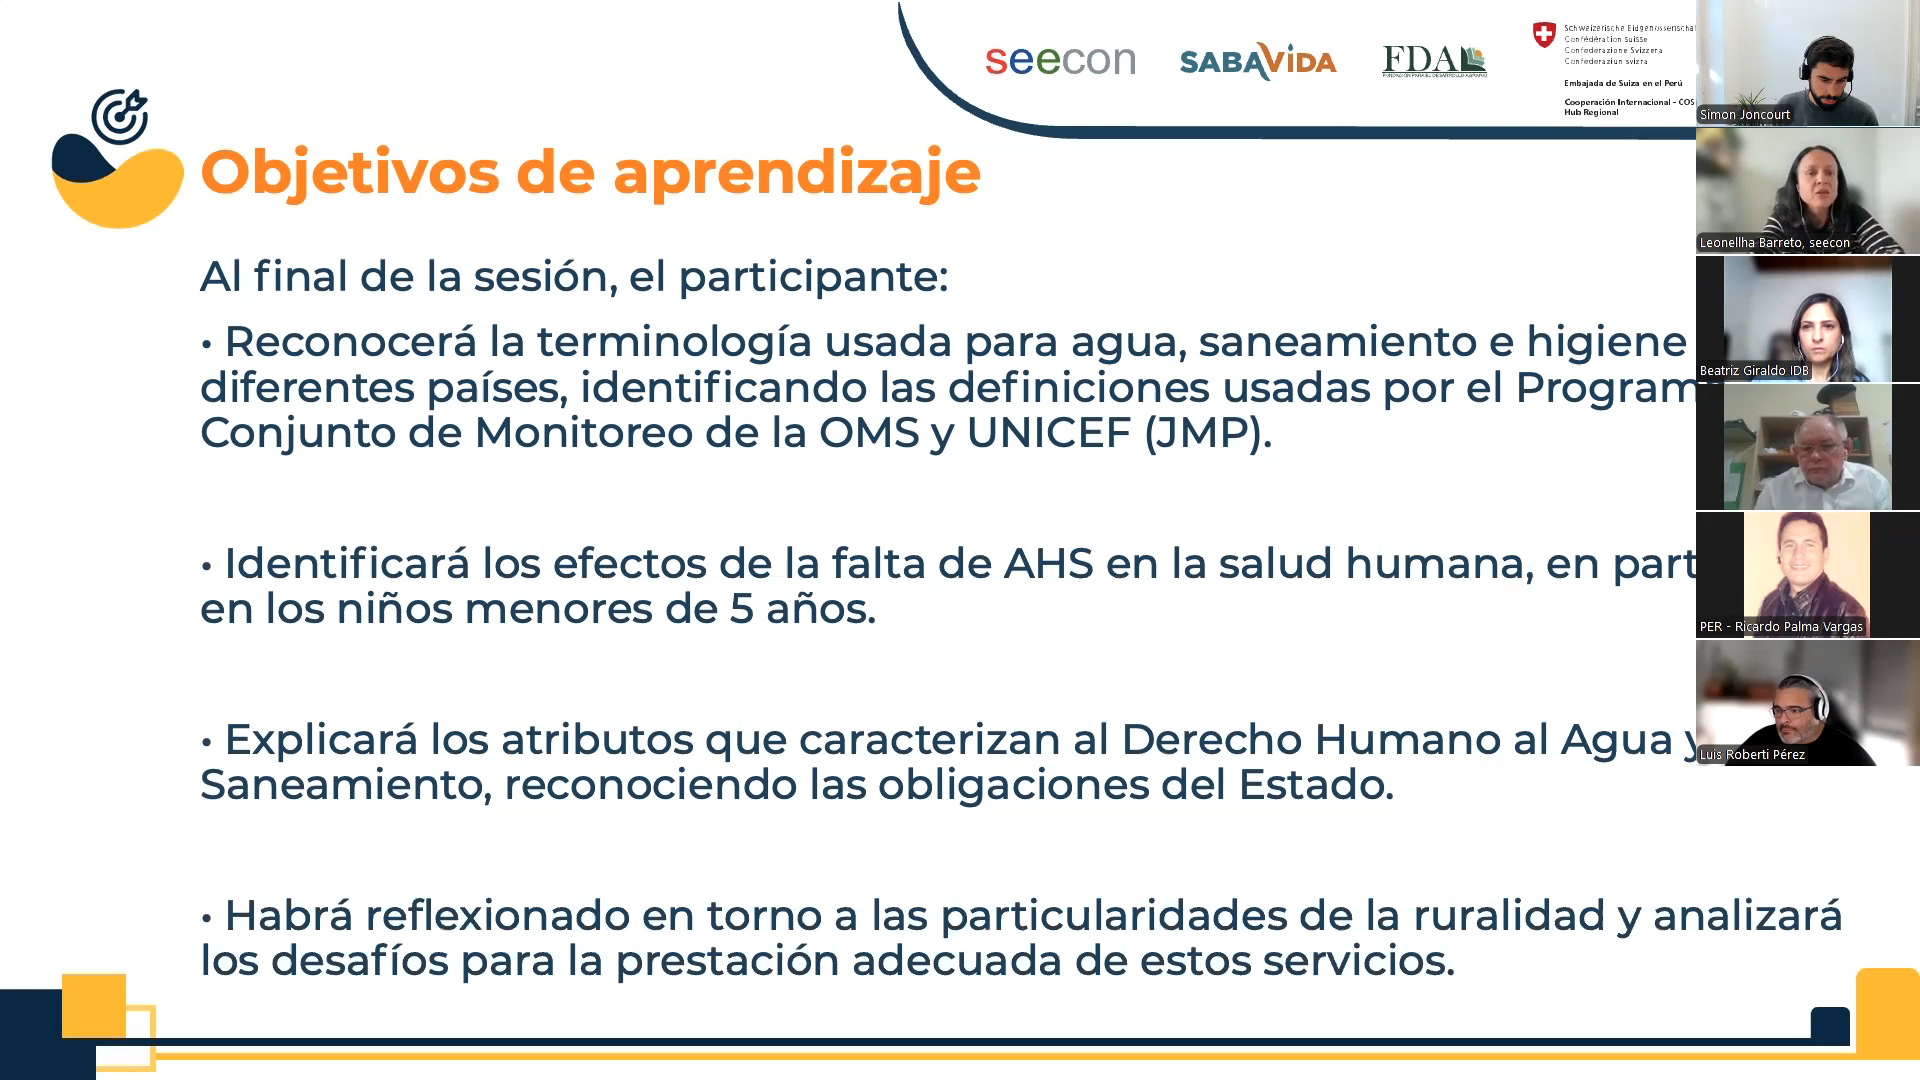 seecon
SABAVIDA
FDA
FUNDACIÓN PARA EL DESARROLLO AGRARIO
Schweizerische Eidgenossenscha
Confédération suisse
Confederazione Svizzera
Confederaziun svizra
Embajada de Suiza en el Perú
Cooperación Internacional - COS
Hub Regional
Objetivos de aprendizaje
Al final de la sesión, el participante:
• Reconocerá la terminología usada para agua, saneamiento e higiene
diferentes países, identificando las definiciones usadas por el Program
Conjunto de Monitoreo de la OMS y UNICEF (JMP).
• Identificará los efectos de la falta de AHS en la salud humana, en part
en los niños menores de 5 años.
• Explicará los atributos que caracterizan al Derecho Humano al Agua y
Saneamiento, reconociendo las obligaciones del Estado.
• Habrá reflexionado en torno a las particularidades de la ruralidad y analizará
los desafíos para la prestación adecuada de estos servicios.
Simon Joncourt
Leonellha Barreto, seecon
Beatriz Giraldo IDB
PER - Ricardo Palma Vargas
Luis Roberti Pérez